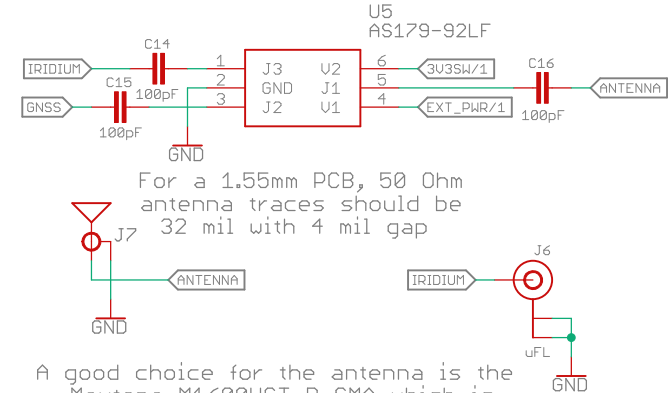 U5
AS179-92LF
C14
IRIDIUM
100pF
C15
GNSS
100pF
1
2
3
J3
GND
J2
V2
J1
V1
6
5
4
3V3SW/1
EXT_PWR/1
C16
100pF
ANTENNA
GND
For a 1.55mm PCB, 50 Ohm
antenna traces should be
32 mil with 4 mil gap
J7
ANTENNA
GND
J6
IRIDIUM
uFL
GND
A good choice for the antenna is the